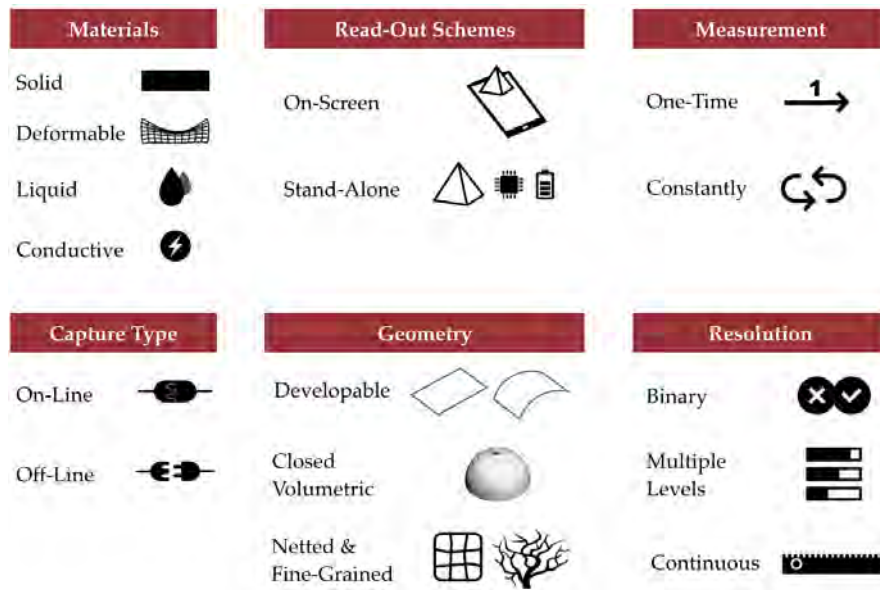 Materials
Solid
Deformable
Liquid
Conductive
Read-Out Schemes
On-Screen
Stand-Alone
Measurement
One-Time
1
Constantly
Capture Type
On-Line
Off-Line
Geometry
Developable
Closed
Volumetric
Netted &
Fine-Grained
Resolution
Binary
Multiple
Levels
Continuous